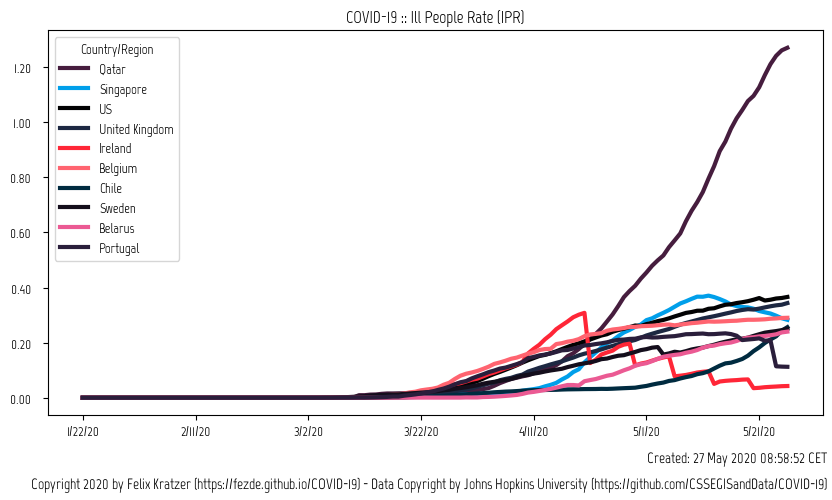 COVID-19 :: Ill People Rate (IPR)
Country/Region
Qatar
Singapore
US
United Kingdom
Ireland
Belgium
Chile
Sweden
Belarus
Portugal
1.20
1.00
0.80
0.60
0.40
0.20
0.00
1/22/20 2/11/20 3/2/20 3/22/20 4/11/20 5/1/20 5/21/20
Created: 27 May 2020 08:58:52 CET
Copyright 2020 by Felix Kratzer (https://fezde.github.io/COVID-19) - Data Copyright by Johns Hopkins University (https://github.com/CSSEGISandData/COVID-19)